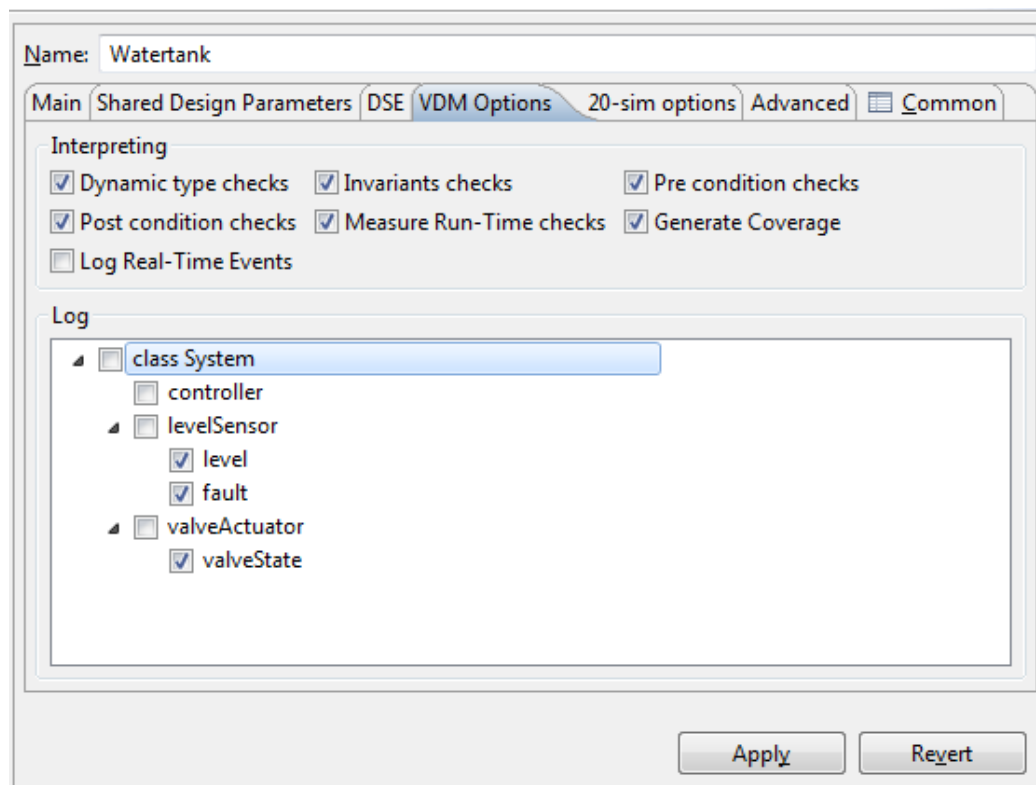 Name: Watertank
Main Shared Design Parameters DSE VDM Options 20-sim options Advanced Common
Interpreting
Dynamic type checks Invariants checks Pre condition checks
Post condition checks Measure Run-Time checks Generate Coverage
Log Real-Time Events
Log
class System
controller
levelSensor
level
fault
valveActuator
valveState
Apply Revert